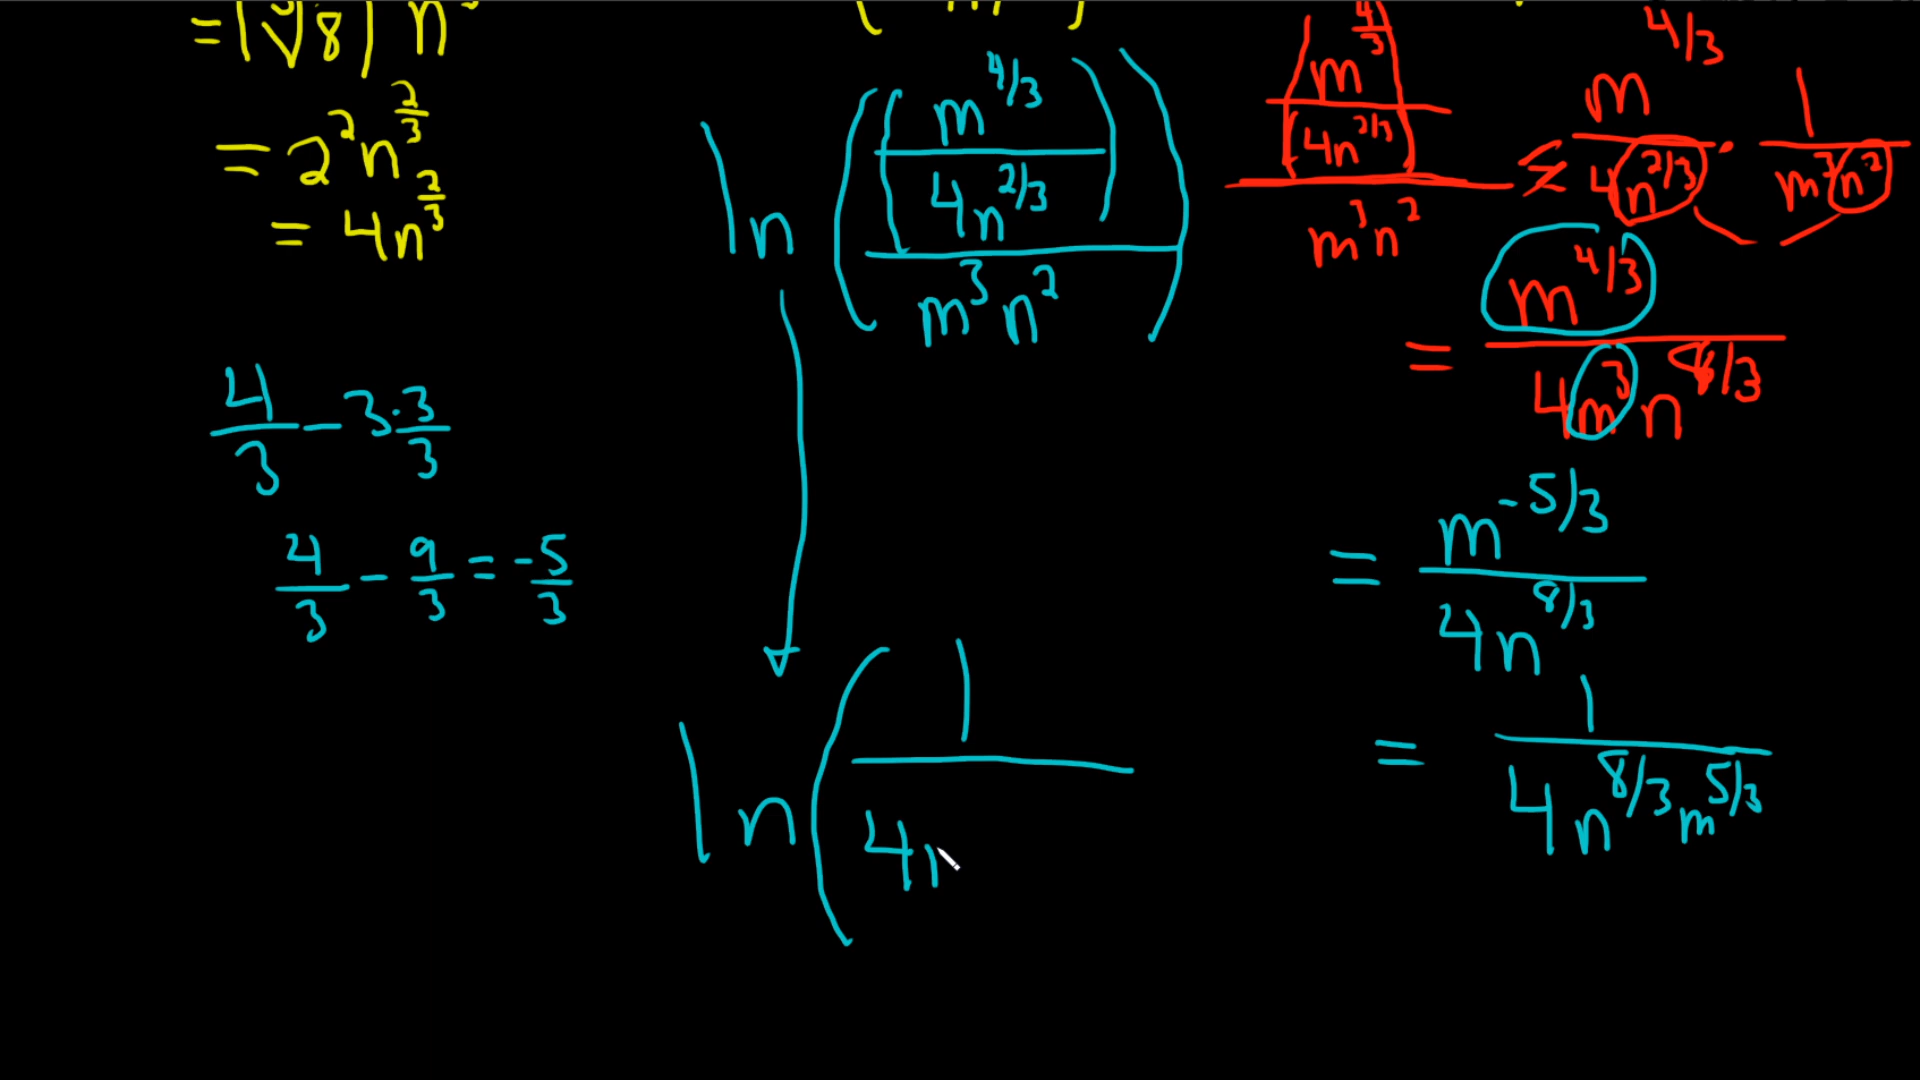 = (∛8) n
= 2² n^(2/3)
= 4n^(2/3)
ln ( ( m^(4/3) / 4n^(2/3) ) / m³n² )
( m^(4/3) ) / ( 4n^(2/3) ) / m³n² = m^(4/3) / 4n^(2/3) · 1 / m³n²
= m^(4/3) / 4m³n^(8/3)
4/3 - 3 · 3/3
4/3 - 9/3 = -5/3
= m^(-5/3) / 4n^(8/3)
= 1 / 4n^(8/3)m^(5/3)
ln ( 1 / 4n